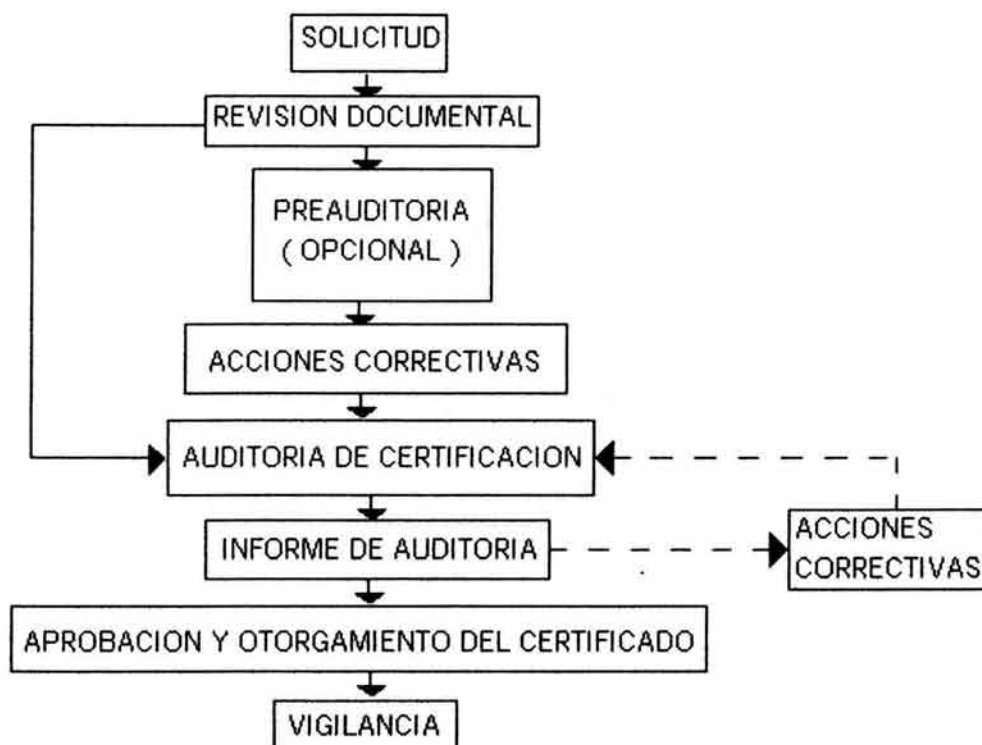 SOLICITUD
REVISION DOCUMENTAL
PREAUDITORIA
( OPCIONAL )
ACCIONES CORRECTIVAS
AUDITORIA DE CERTIFICACION
INFORME DE AUDITORIA
ACCIONES
CORRECTIVAS
APROBACION Y OTORGAMIENTO DEL CERTIFICADO
VIGILANCIA